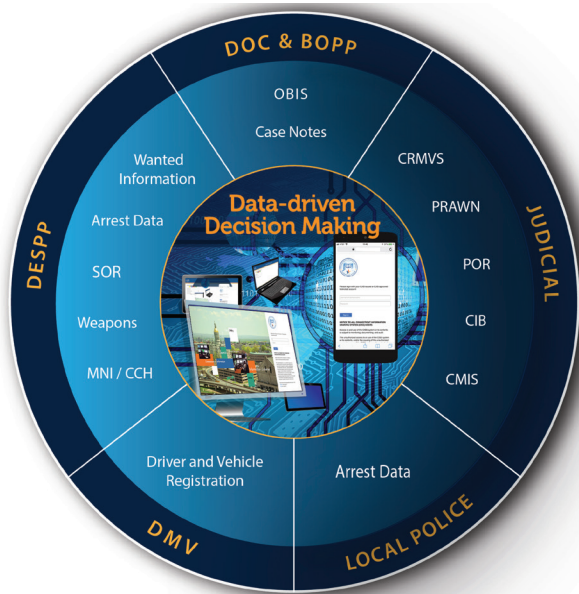 DOC & BOPP
OBIS
Case Notes
JUDICIAL
CRMVS
PRAWN
POR
CIB
CMIS
LOCAL POLICE
Arrest Data
DMV
Driver and Vehicle
Registration
DESPP
Wanted
Information
Arrest Data
SOR
Weapons
MNI / CCH
Data-driven
Decision Making